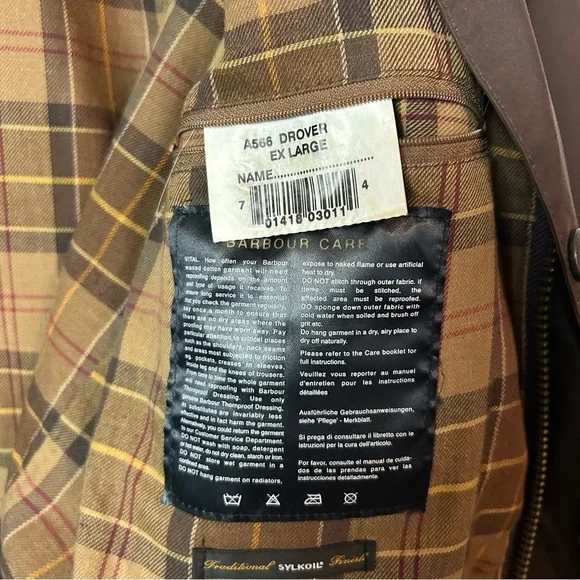 A566 DROVER
EX LARGE
NAME........................
7 01418 03011 4
BARBOUR CARE
VITAL. How often your Barbour
waxed cotton garment will need
reproofing depends on the amount
and type of usage it receives. To
ensure long service it is essential
that you check the garment regularly,
say once a month to ensure that
there are no dry areas where the
proofing may have worn away. Pay
particular attention to critical places
such as the shoulders, neck seams
and areas most subjected to friction
eg. pockets, creases in sleeves,
inside leg and the knees of trousers.
From time to time the whole garment
will need reproofing with Barbour
Thornproof Dressing. Use only
genuine Barbour Thornproof Dressing,
as substitutes are invariably less
effective and in fact harm the garment.
Alternatively, you could return the garment
to our Customer Service Department.
DO NOT wash with soap, detergent
or hot water, do not dry clean, starch or iron.
DO NOT store wet garment in a
confined area.
DO NOT hang garment on radiators,
expose to naked flame or use artificial
heat to dry.
DO NOT stitch through outer fabric. If
items must be stitched, the
affected area must be reproofed.
DO sponge down outer fabric with
cold water when soiled and brush off
grit etc.
Do hang garment in a dry, airy place to
dry off naturally.
Please refer to the Care booklet for
full instructions.
Veuillez vous reporter au manuel
d'entretien pour les instructions
détaillées
Ausführliche Gebrauchsanweisungen,
siehe "Pflege" - Merkblatt.
Si prega di consultare il libretto con le
istruzioni per la cura dell'articolo.
Por favor, consulte el manual de cuida-
dos de las prendas para ver las
instrucciones detalladamente.
Traditional SYLKOIL® Finish